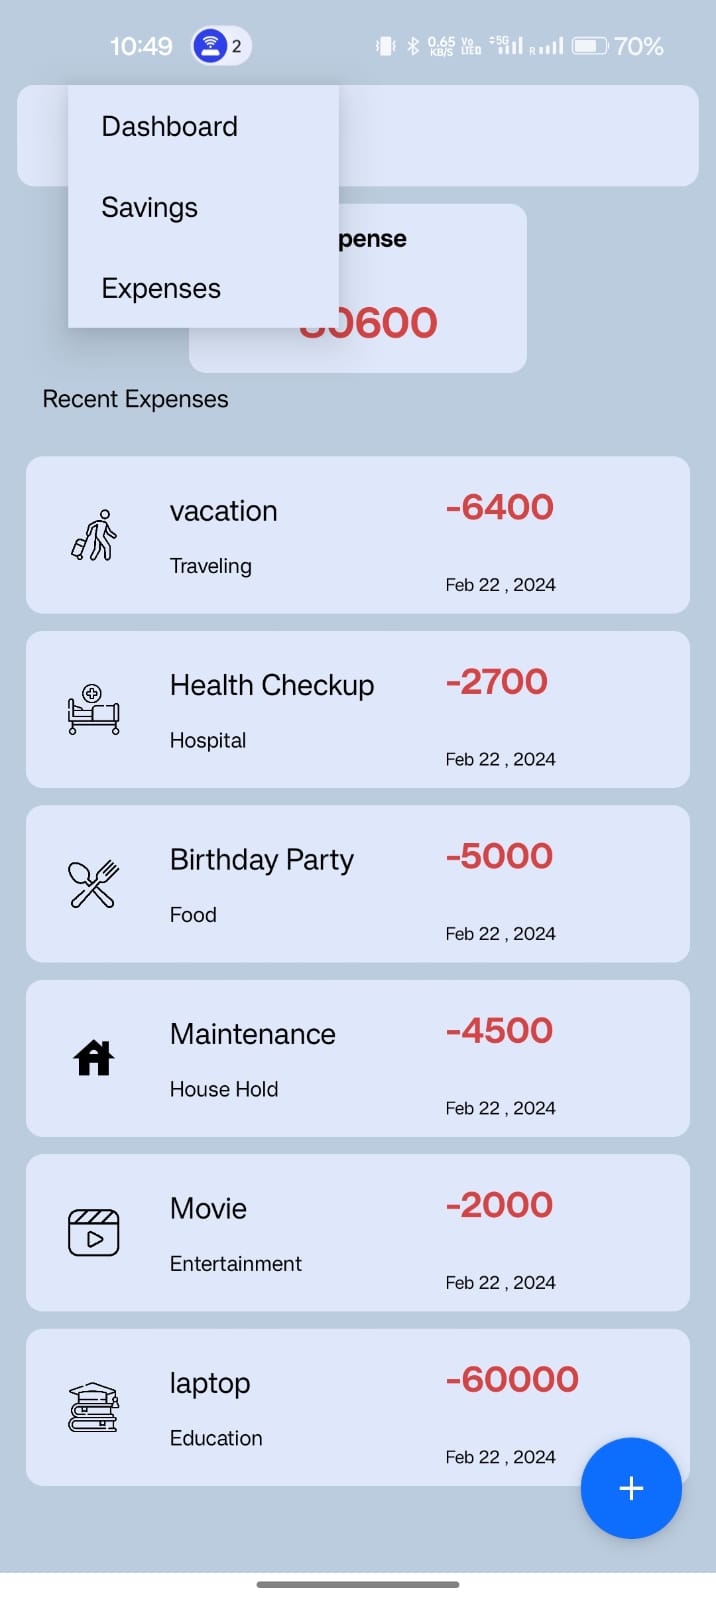 10:49 2 0.65 KB/S Vo LTE 5G R 70%
Dashboard
Savings
pense
Expenses
0600
Recent Expenses
vacation -6400
Traveling
Feb 22 , 2024
Health Checkup -2700
Hospital
Feb 22 , 2024
Birthday Party -5000
Food
Feb 22 , 2024
Maintenance -4500
House Hold
Feb 22 , 2024
Movie -2000
Entertainment
Feb 22 , 2024
laptop -60000
Education
Feb 22 , 2024
+